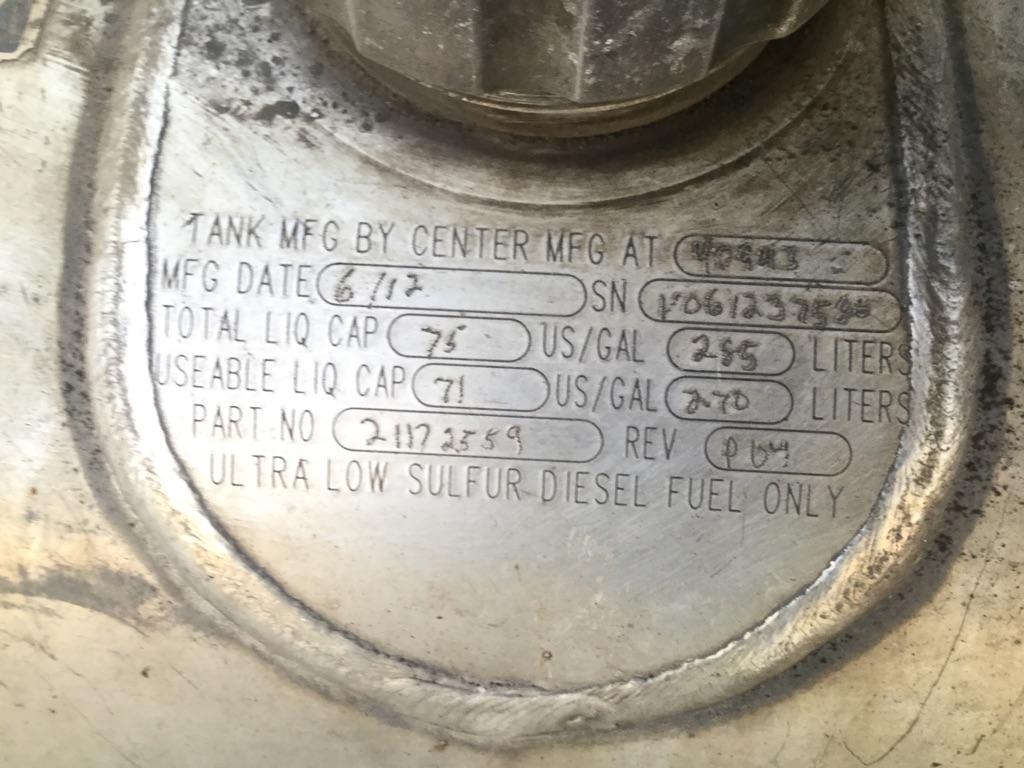 TANK MFG BY CENTER MFG AT
MFG DATE 6/12 SN
TOTAL LIQ CAP 75 US/GAL 285 LITERS
USEABLE LIQ CAP 71 US/GAL 270 LITERS
PART NO 21172559 REV P04
ULTRA LOW SULFUR DIESEL FUEL ONLY